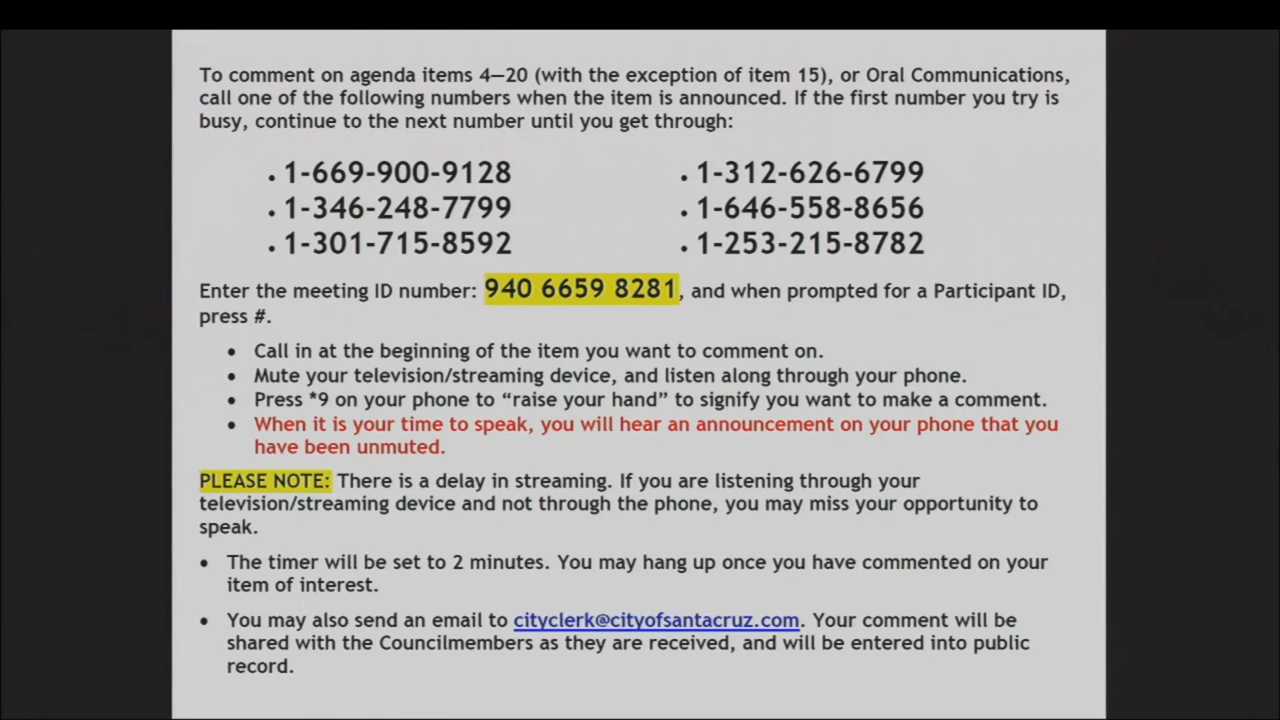 To comment on agenda items 4—20 (with the exception of item 15), or Oral Communications,
call one of the following numbers when the item is announced. If the first number you try is
busy, continue to the next number until you get through:
• 1-669-900-9128
• 1-346-248-7799
• 1-301-715-8592
• 1-312-626-6799
• 1-646-558-8656
• 1-253-215-8782
Enter the meeting ID number: 940 6659 8281, and when prompted for a Participant ID,
press #.
• Call in at the beginning of the item you want to comment on.
• Mute your television/streaming device, and listen along through your phone.
• Press *9 on your phone to “raise your hand” to signify you want to make a comment.
• When it is your time to speak, you will hear an announcement on your phone that you
have been unmuted.
PLEASE NOTE: There is a delay in streaming. If you are listening through your
television/streaming device and not through the phone, you may miss your opportunity to
speak.
• The timer will be set to 2 minutes. You may hang up once you have commented on your
item of interest.
• You may also send an email to cityclerk@cityofsantacruz.com. Your comment will be
shared with the Councilmembers as they are received, and will be entered into public
record.